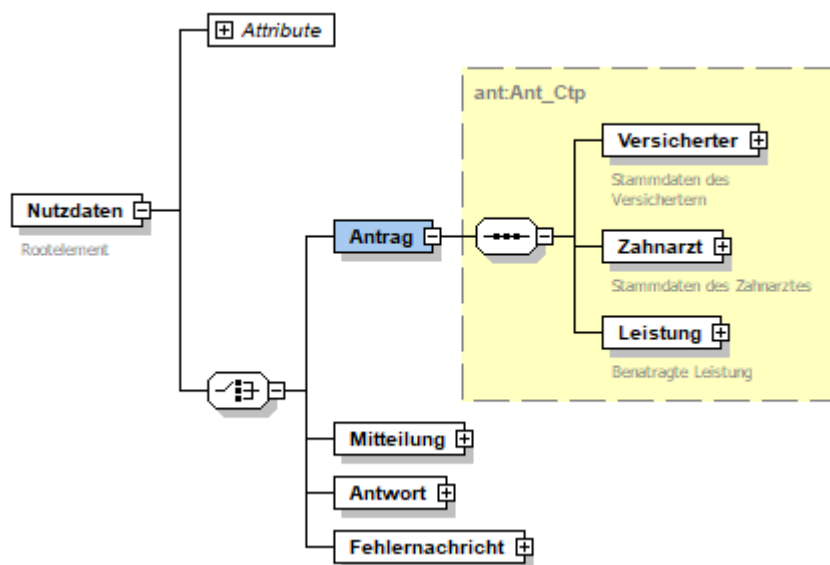 Attribute
ant:Ant_Ctp
Versicherter
Stammdaten des
Versichertern
Nutzdaten
Rootelement
Antrag
Zahnarzt
Stammdaten des Zahnarztes
Leistung
Benatragte Leistung
Mitteilung
Antwort
Fehlernachricht